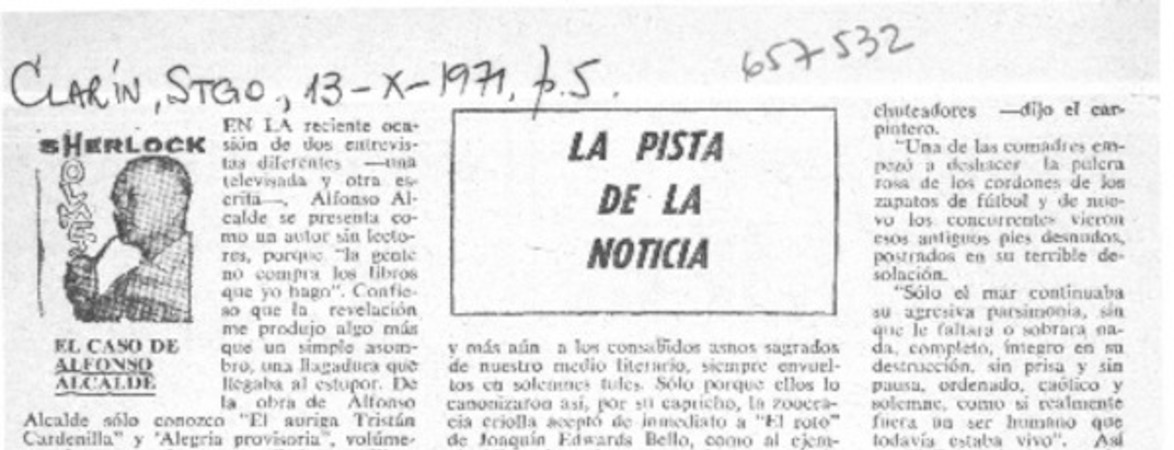 CLARÍN, STGO., 13-X-1971, p.5.
657532
SHERLOCK
OLMES
EL CASO DE
ALFONSO
ALCALDE
EN LA reciente oca-
sión de dos entrevis-
tas diferentes —una
televisada y otra es-
crita—, Alfonso Al-
calde se presenta co-
mo un autor sin lecto-
res, porque "la gente
no compra los libros
que yo hago". Confie-
so que la revelación
me produjo algo más
que un simple asom-
bro, una llagadura que
llegaba al estupor. De
la obra de Alfonso
Alcalde sólo conozco "El auriga Tristán
Cardenilla" y "Alegría provisoria", volúme-
LA PISTA
DE LA
NOTICIA
y más aún a los consabidos asnos sagrados
de nuestro medio literario, siempre envuel-
tos en solemnes tules. Sólo porque ellos lo
canonizaron así, por su capricho, la zoocra-
cia criolla aceptó de inmediato a "El roto"
de Joaquín Edwards Bello, como al ejem-
chuteadores —dijo el car-
pintero.
"Una de las comadres em-
pezó a deshacer la pulcra
rosa de los cordones de los
zapatos de fútbol y de nue-
vo los concurrentes vieron
esos antiguos pies desnudos,
postrados en su terrible de-
solación.
"Sólo el mar continuaba
su agresiva parsimonia, sin
que le faltara o sobrara na-
da, completo, íntegro en su
destrucción, sin prisa y sin
pausa, ordenado, caótico y
solemne, como si realmente
fuera un ser humano que
todavía estaba vivo". Así